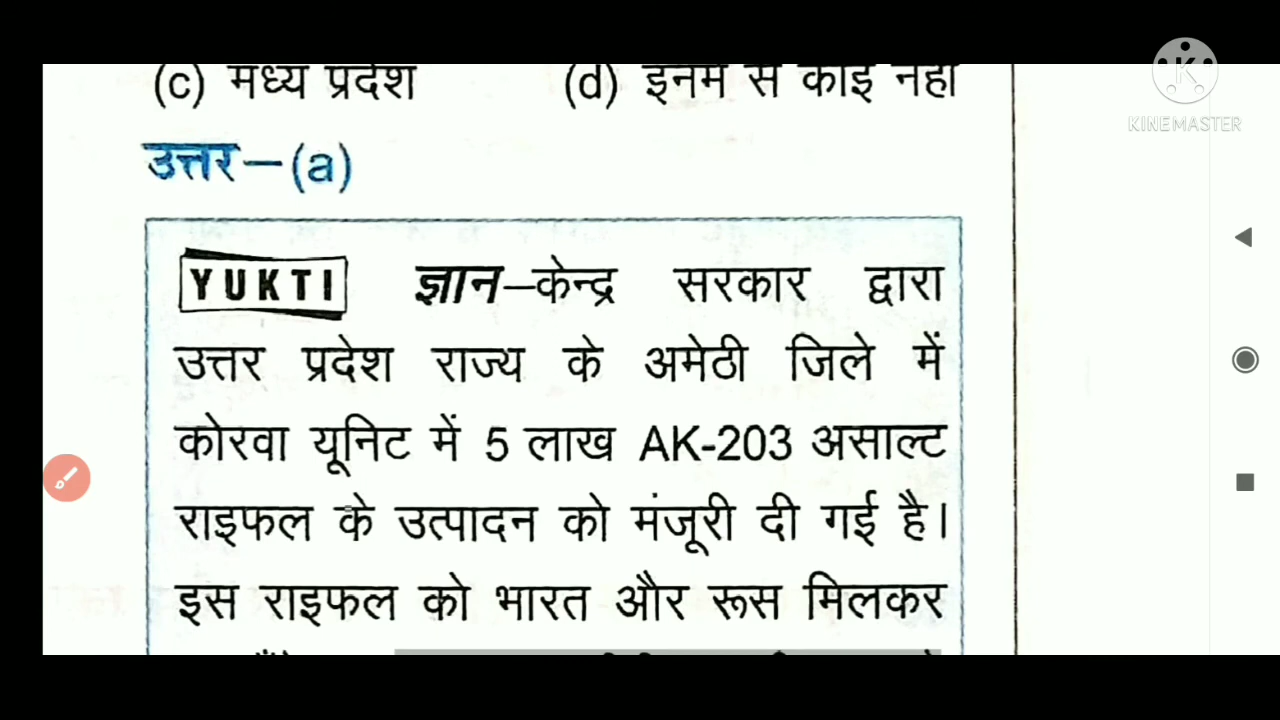 (c) मध्य प्रदेश (d) इनमें से कोई नहीं
KINEMASTER
उत्तर–(a)
YUKTI ज्ञान–केन्द्र सरकार द्वारा
उत्तर प्रदेश राज्य के अमेठी जिले में
कोरवा यूनिट में 5 लाख AK-203 असाल्ट
राइफल के उत्पादन को मंजूरी दी गई है।
इस राइफल को भारत और रूस मिलकर